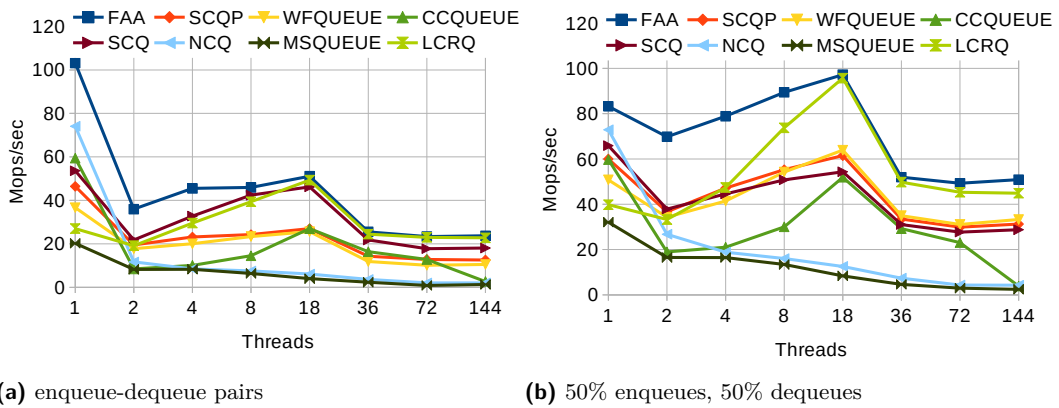 FAA SCQP WFQUEUE CCQUEUE
SCQ NCQ MSQUEUE LCRQ
120
100
80
60
40
20
0
Mops/sec
1 2 4 8 18 36 72 144
Threads
(a) enqueue-dequeue pairs
FAA SCQP WFQUEUE CCQUEUE
SCQ NCQ MSQUEUE LCRQ
120
100
80
60
40
20
0
Mops/sec
1 2 4 8 18 36 72 144
Threads
(b) 50% enqueues, 50% dequeues